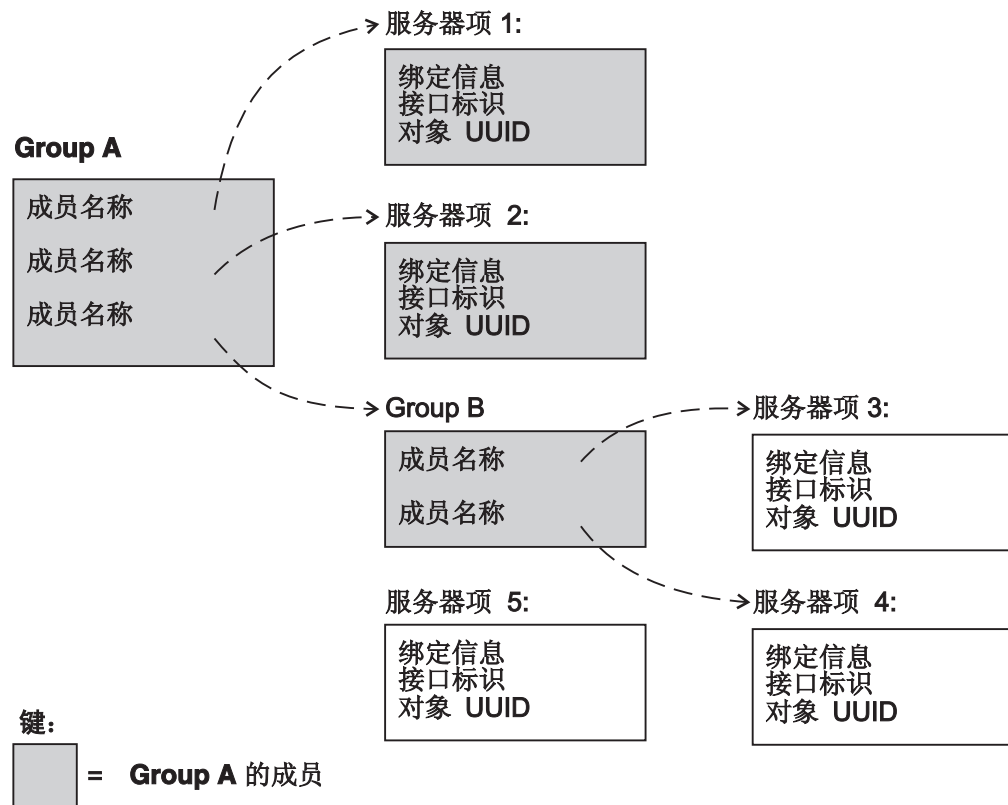 服务器项 1:
绑定信息
接口标识
对象 UUID
Group A
成员名称
成员名称
成员名称
服务器项 2:
绑定信息
接口标识
对象 UUID
Group B
成员名称
成员名称
服务器项 3:
绑定信息
接口标识
对象 UUID
服务器项 5:
绑定信息
接口标识
对象 UUID
服务器项 4:
绑定信息
接口标识
对象 UUID
键：
= Group A 的成员